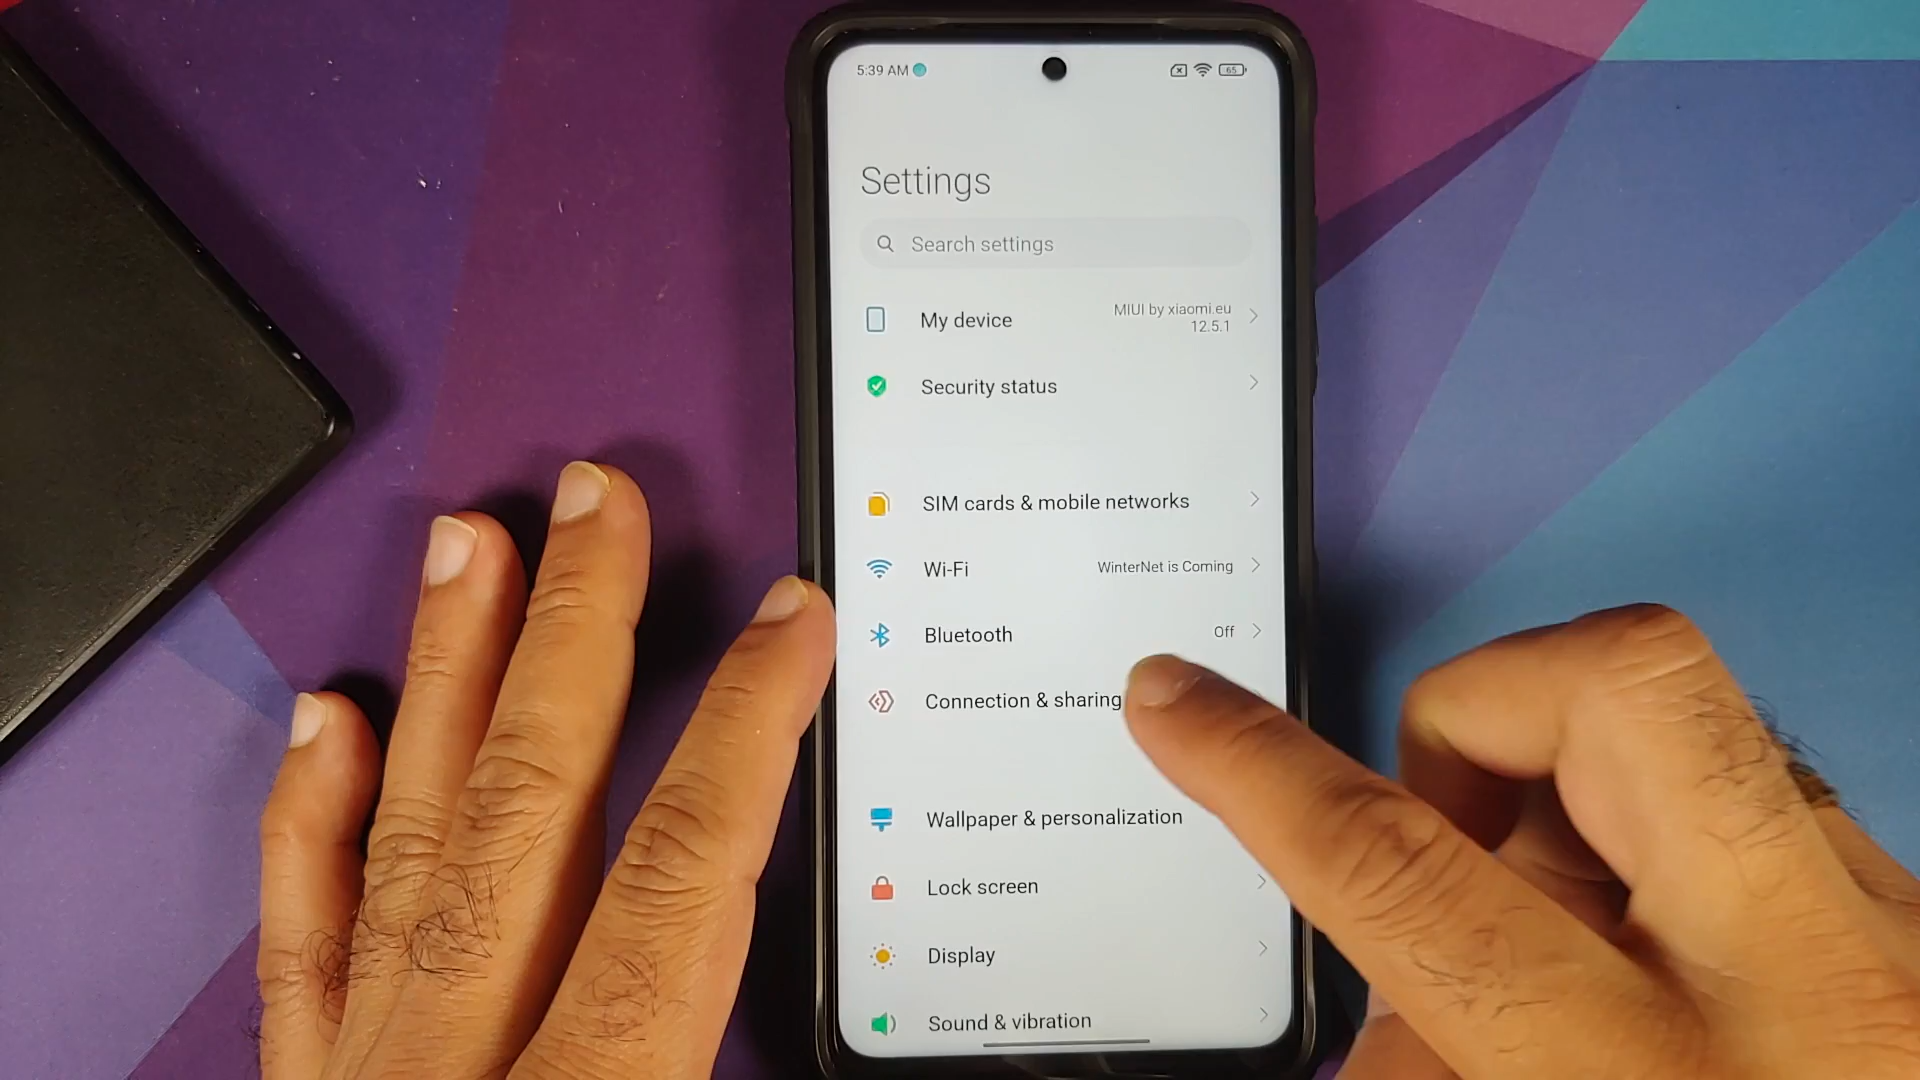 5:39 AM
65
Settings
Search settings
My device
MIUI by xiaomi.eu
12.5.1
Security status
SIM cards & mobile networks
Wi-Fi
WinterNet is Coming
Bluetooth
Off
Connection & sharing
Wallpaper & personalization
Lock screen
Display
Sound & vibration